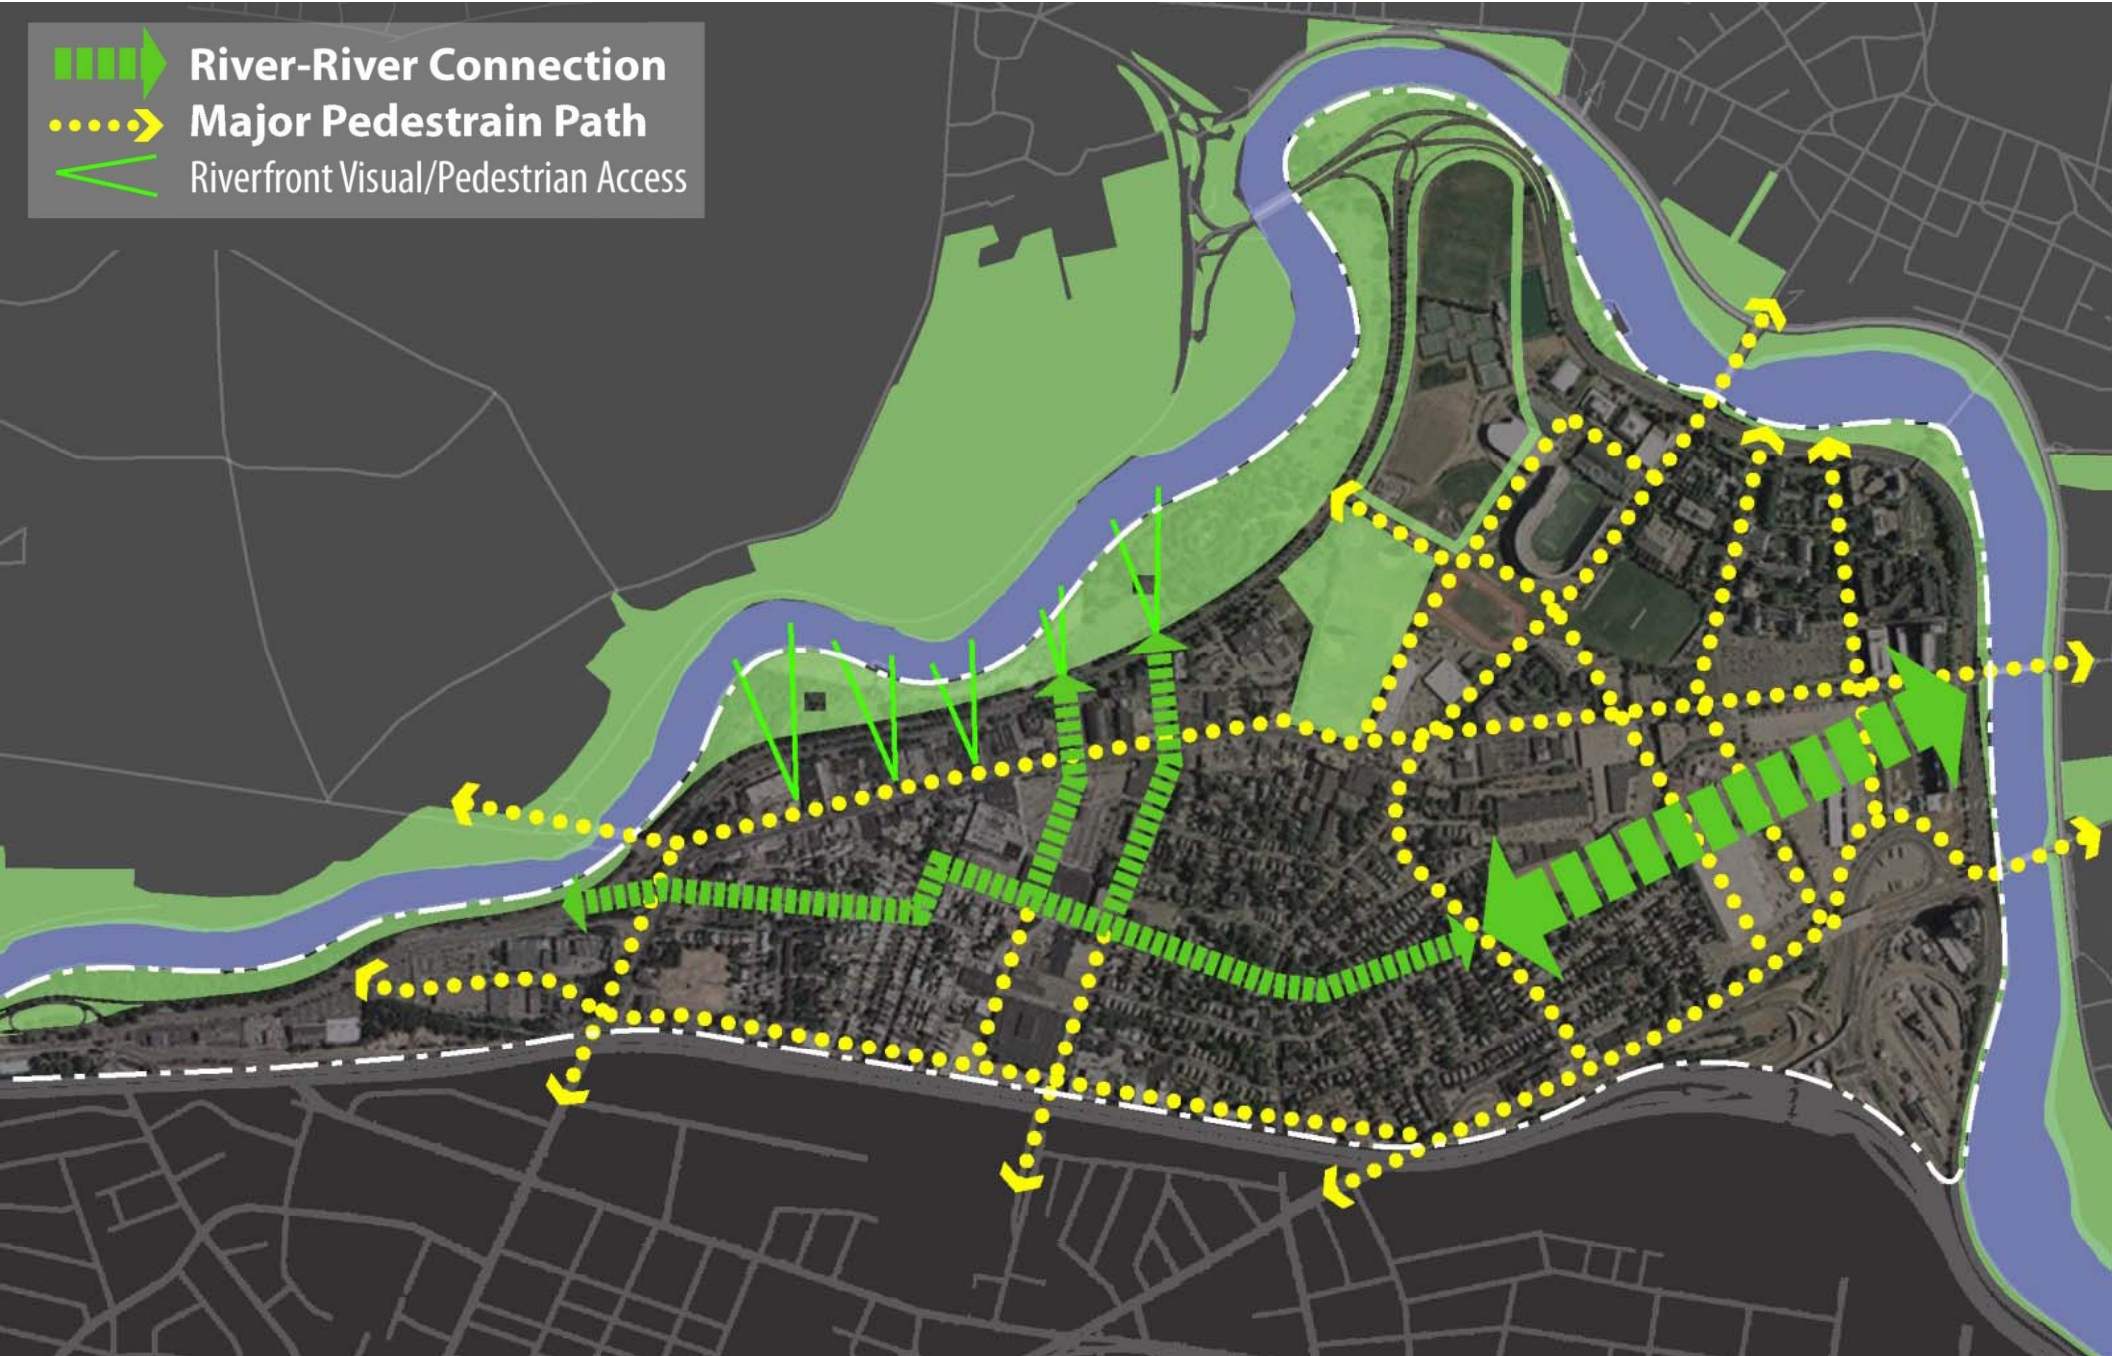 River-River Connection
Major Pedestrain Path
Riverfront Visual/Pedestrian Access